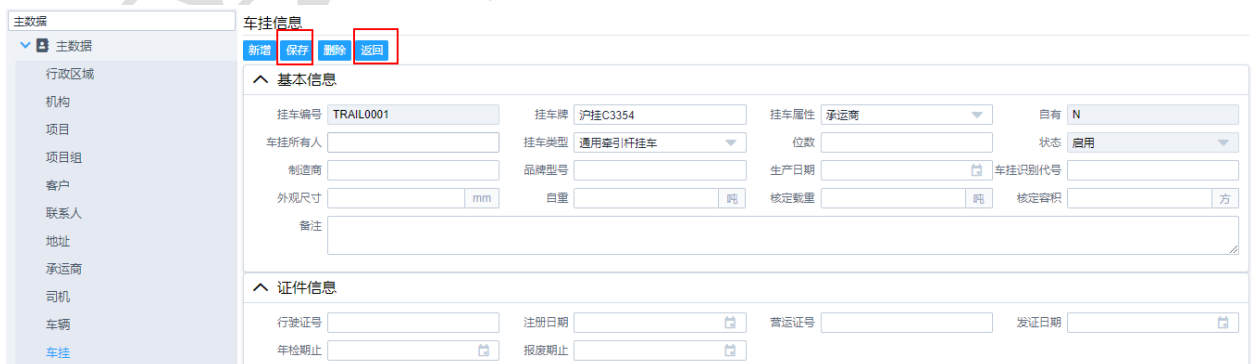 主数据
主数据
行政区域
机构
项目
项目组
客户
联系人
地址
承运商
司机
车辆
车挂
车挂信息
新增 保存 删除 返回
基本信息
挂车编号 TRAIL0001 挂车牌 沪挂C3354 挂车属性 承运商 自有 N
车挂所有人 挂车类型 通用牵引杆挂车 位数 状态 启用
制造商 品牌型号 生产日期 车挂识别代号
外观尺寸 mm 自重 吨 核定载重 吨 核定容积 方
备注
证件信息
行驶证号 注册日期 营运证号 发证日期
年检期止 报废期止